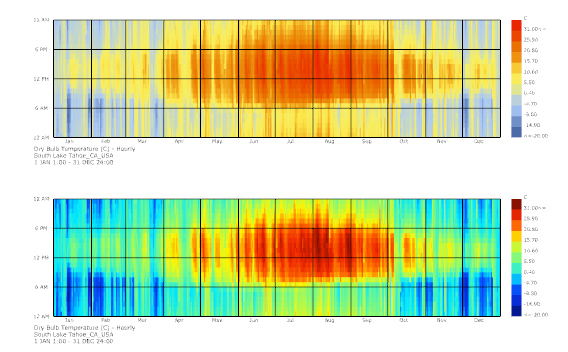 12 AM
C
31.00<=
25.90
6 PM
20.80
15.70
12 PM
10.60
5.50
0.40
6 AM
-4.70
-9.80
-14.90
12 AM
<=-20.00
Jan Feb Mar Apr May Jun Jul Aug Sep Oct Nov Dec
Dry Bulb Temperature (C) - Hourly
South Lake Tahoe_CA_USA
1 JAN 1:00 - 31 DEC 24:00
12 AM
C
31.00<=
25.90
6 PM
20.80
15.70
12 PM
10.60
5.50
0.40
6 AM
-4.70
-9.80
-14.90
12 AM
<=-20.00
Jan Feb Mar Apr May Jun Jul Aug Sep Oct Nov Dec
Dry Bulb Temperature (C) - Hourly
South Lake Tahoe_CA_USA
1 JAN 1:00 - 31 DEC 24:00